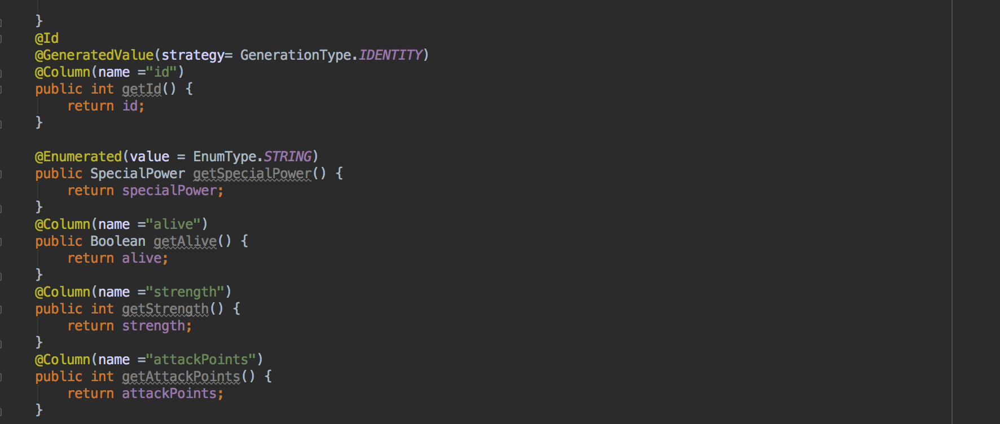 }
@Id
@GeneratedValue(strategy= GenerationType.IDENTITY)
@Column(name ="id")
public int getId() {
    return id;
}

@Enumerated(value = EnumType.STRING)
public SpecialPower getSpecialPower() {
    return specialPower;
}
@Column(name ="alive")
public Boolean getAlive() {
    return alive;
}
@Column(name ="strength")
public int getStrength() {
    return strength;
}
@Column(name ="attackPoints")
public int getAttackPoints() {
    return attackPoints;
}